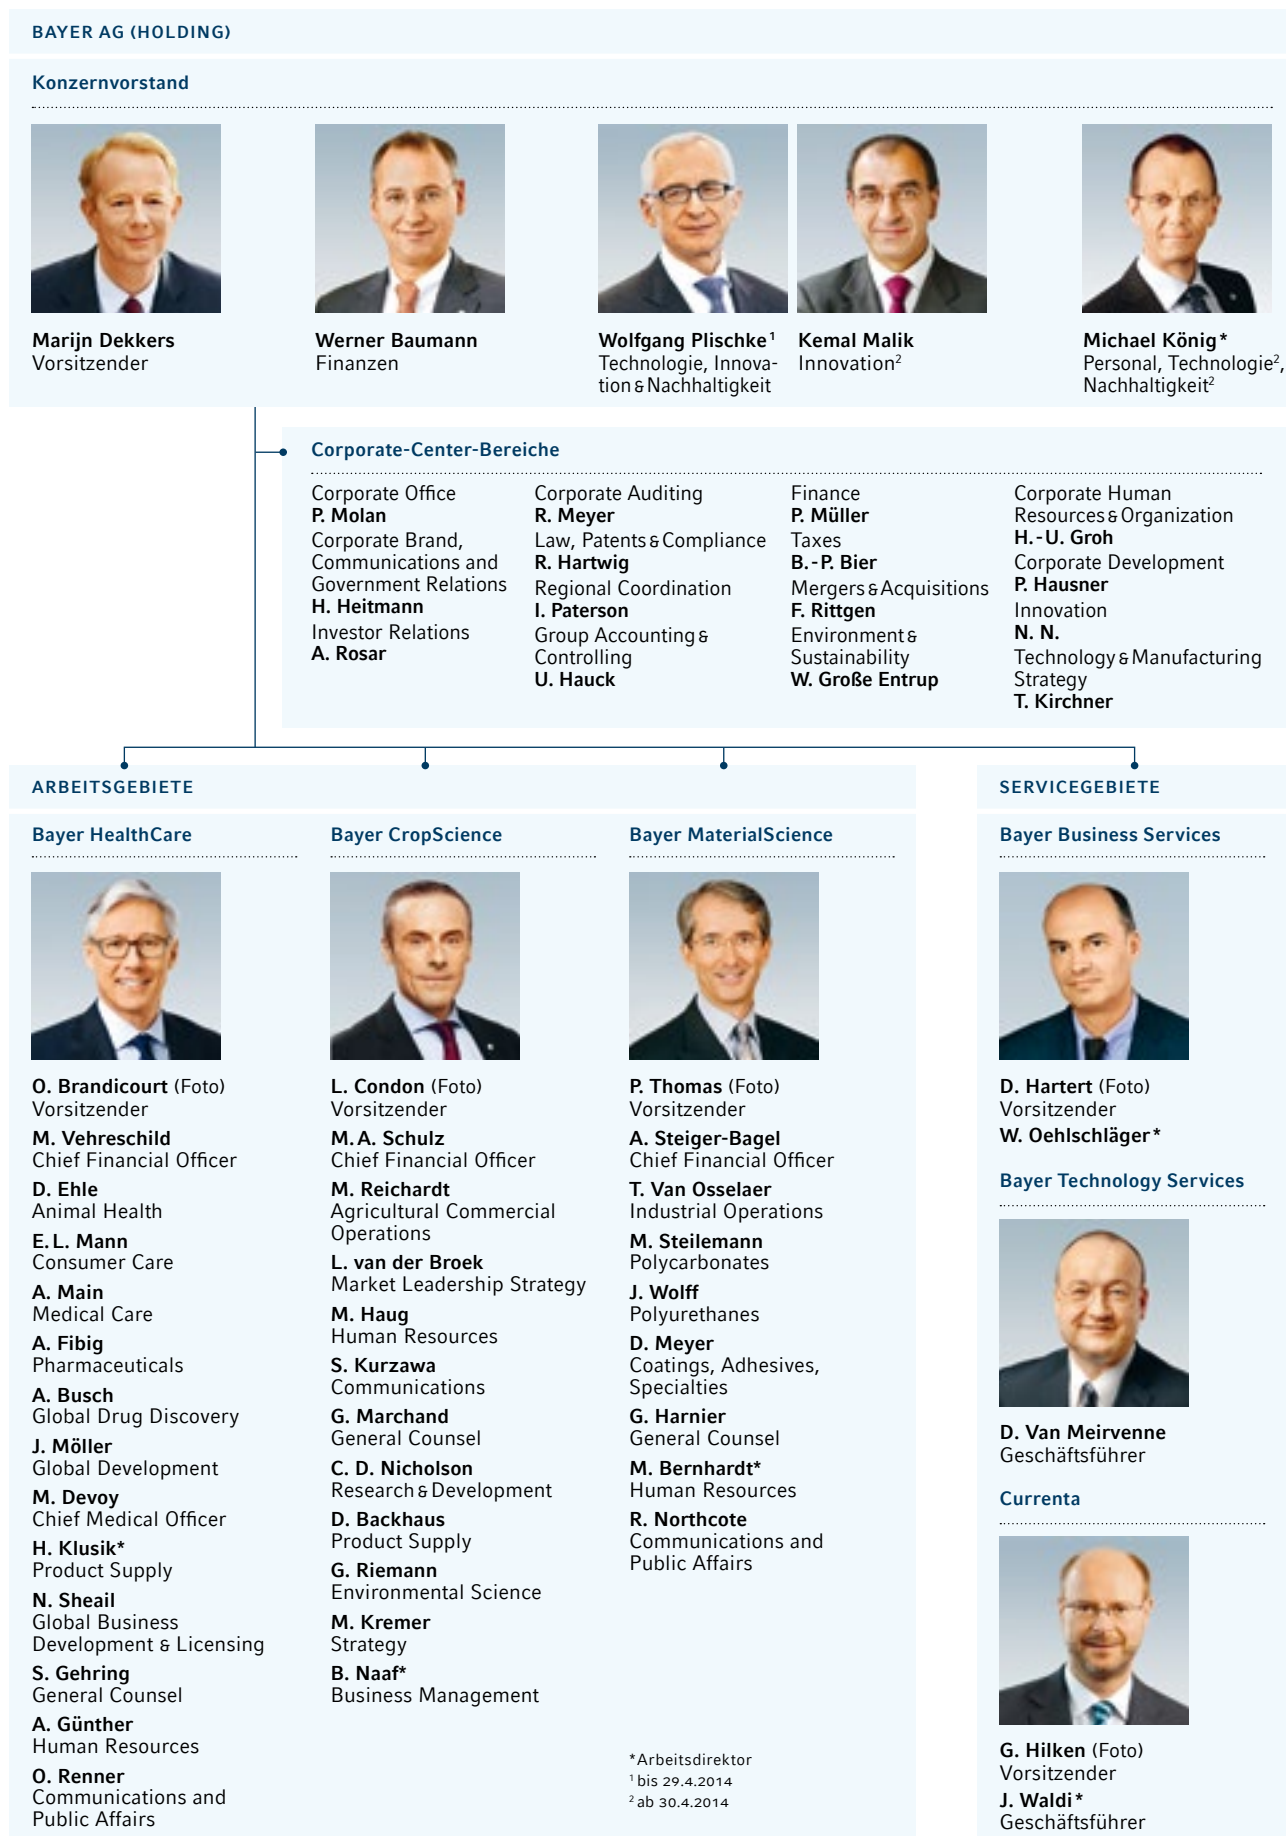 BAYER AG (HOLDING)
Konzernvorstand
Marijn Dekkers
Vorsitzender
Werner Baumann
Finanzen
Wolfgang Plischke¹
Technologie, Innova-
tion & Nachhaltigkeit
Kemal Malik
Innovation²
Michael König*
Personal, Technologie²,
Nachhaltigkeit²
Corporate-Center-Bereiche
Corporate Office
P. Molan
Corporate Brand,
Communications and
Government Relations
H. Heitmann
Investor Relations
A. Rosar
Corporate Auditing
R. Meyer
Law, Patents & Compliance
R. Hartwig
Regional Coordination
I. Paterson
Group Accounting &
Controlling
U. Hauck
Finance
P. Müller
Taxes
B.-P. Bier
Mergers & Acquisitions
F. Rittgen
Environment &
Sustainability
W. Große Entrup
Corporate Human
Resources & Organization
H.-U. Groh
Corporate Development
P. Hausner
Innovation
N. N.
Technology & Manufacturing
Strategy
T. Kirchner
ARBEITSGEBIETE
Bayer HealthCare
O. Brandicourt (Foto)
Vorsitzender
M. Vehreschild
Chief Financial Officer
D. Ehle
Animal Health
E. L. Mann
Consumer Care
A. Main
Medical Care
A. Fibig
Pharmaceuticals
A. Busch
Global Drug Discovery
J. Möller
Global Development
M. Devoy
Chief Medical Officer
H. Klusik*
Product Supply
N. Sheail
Global Business
Development & Licensing
S. Gehring
General Counsel
A. Günther
Human Resources
O. Renner
Communications and
Public Affairs
Bayer CropScience
L. Condon (Foto)
Vorsitzender
M. A. Schulz
Chief Financial Officer
M. Reichardt
Agricultural Commercial
Operations
L. van der Broek
Market Leadership Strategy
M. Haug
Human Resources
S. Kurzawa
Communications
G. Marchand
General Counsel
C. D. Nicholson
Research & Development
D. Backhaus
Product Supply
G. Riemann
Environmental Science
M. Kremer
Strategy
B. Naaf*
Business Management
Bayer MaterialScience
P. Thomas (Foto)
Vorsitzender
A. Steiger-Bagel
Chief Financial Officer
T. Van Osselaer
Industrial Operations
M. Steilemann
Polycarbonates
J. Wolff
Polyurethanes
D. Meyer
Coatings, Adhesives,
Specialties
G. Harnier
General Counsel
M. Bernhardt*
Human Resources
R. Northcote
Communications and
Public Affairs
*Arbeitsdirektor
¹ bis 29.4.2014
² ab 30.4.2014
SERVICEGEBIETE
Bayer Business Services
D. Hartert (Foto)
Vorsitzender
W. Oehlschläger*
Bayer Technology Services
D. Van Meirvenne
Geschäftsführer
Currenta
G. Hilken (Foto)
Vorsitzender
J. Waldi*
Geschäftsführer